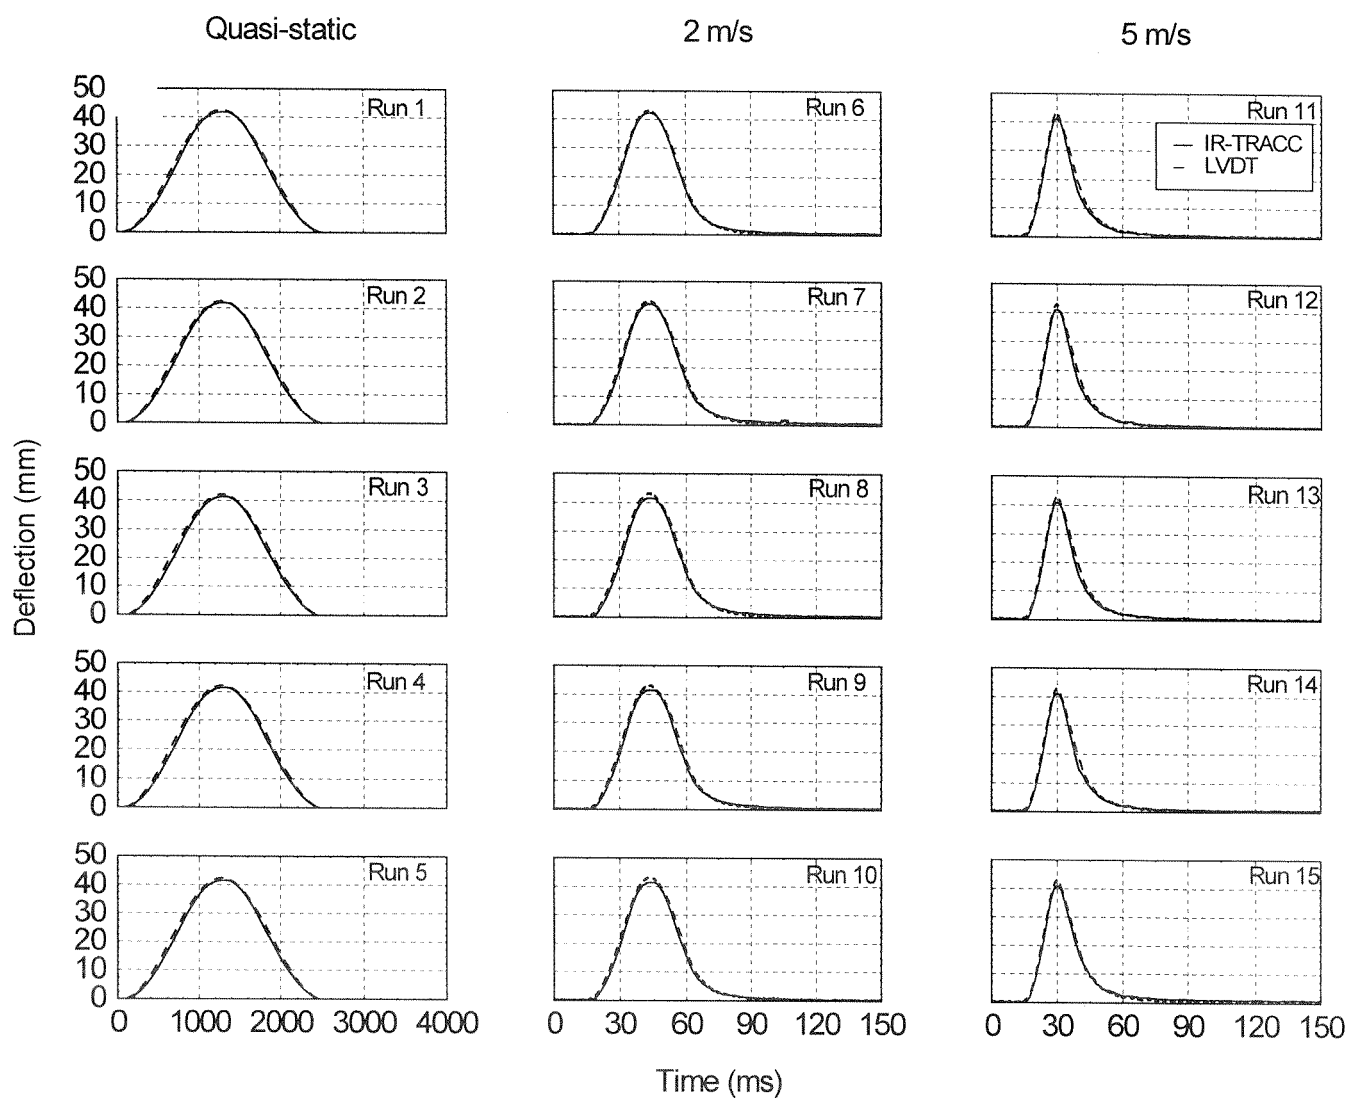 Quasi-static 2 m/s 5 m/s
50
40
30
20
10
0
Run 1
Run 6
Run 11
IR-TRACC
LVDT
50
40
30
20
10
0
Run 2
Run 7
Run 12
50
40
30
20
10
0
Run 3
Run 8
Run 13
Deflection (mm)
50
40
30
20
10
0
Run 4
Run 9
Run 14
50
40
30
20
10
0
Run 5
Run 10
Run 15
0 1000 2000 3000 4000
0 30 60 90 120 150
0 30 60 90 120 150
Time (ms)